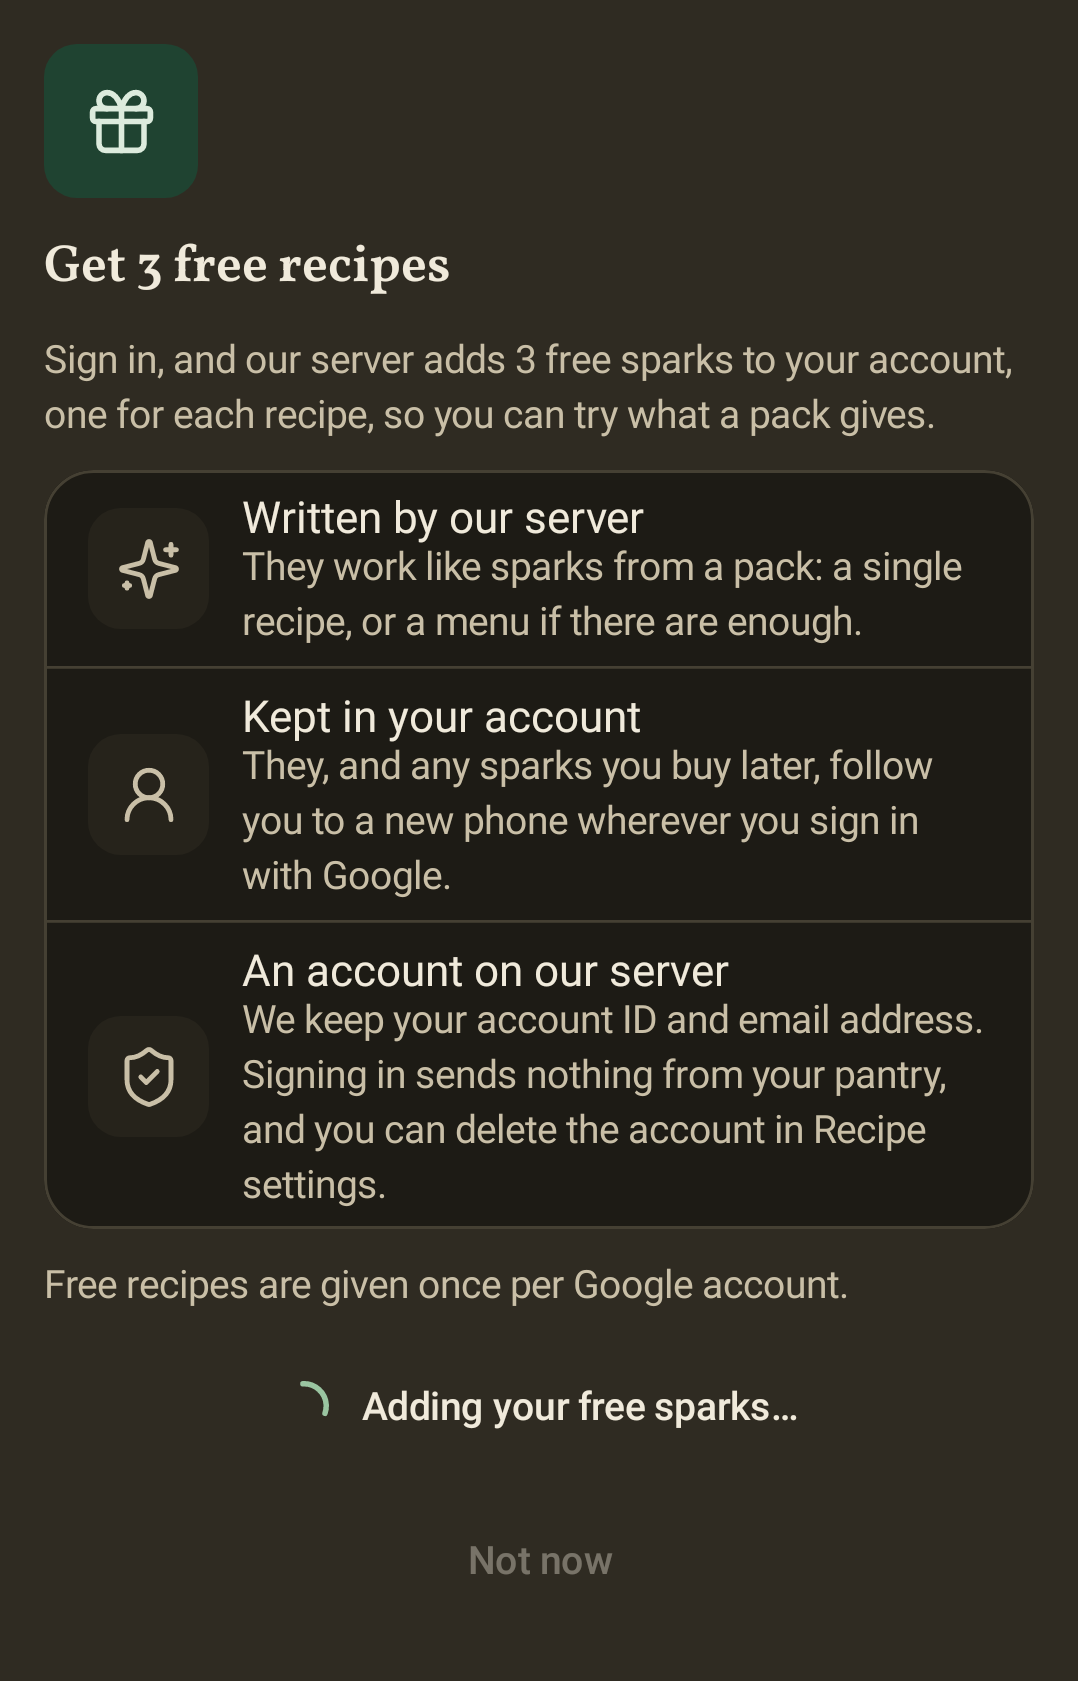 Get 3 free recipes
Sign in, and our server adds 3 free sparks to your account,
one for each recipe, so you can try what a pack gives.
Written by our server
They work like sparks from a pack: a single
recipe, or a menu if there are enough.
Kept in your account
They, and any sparks you buy later, follow
you to a new phone wherever you sign in
with Google.
An account on our server
We keep your account ID and email address.
Signing in sends nothing from your pantry,
and you can delete the account in Recipe
settings.
Free recipes are given once per Google account.
Adding your free sparks…
Not now